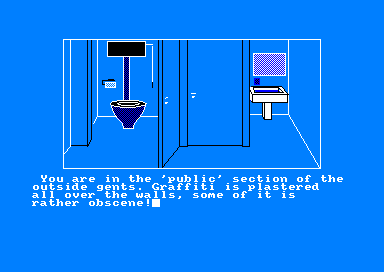 You are in the 'public' section of the
outside gents. Graffiti is plastered
all over the walls, some of it is
rather obscene!